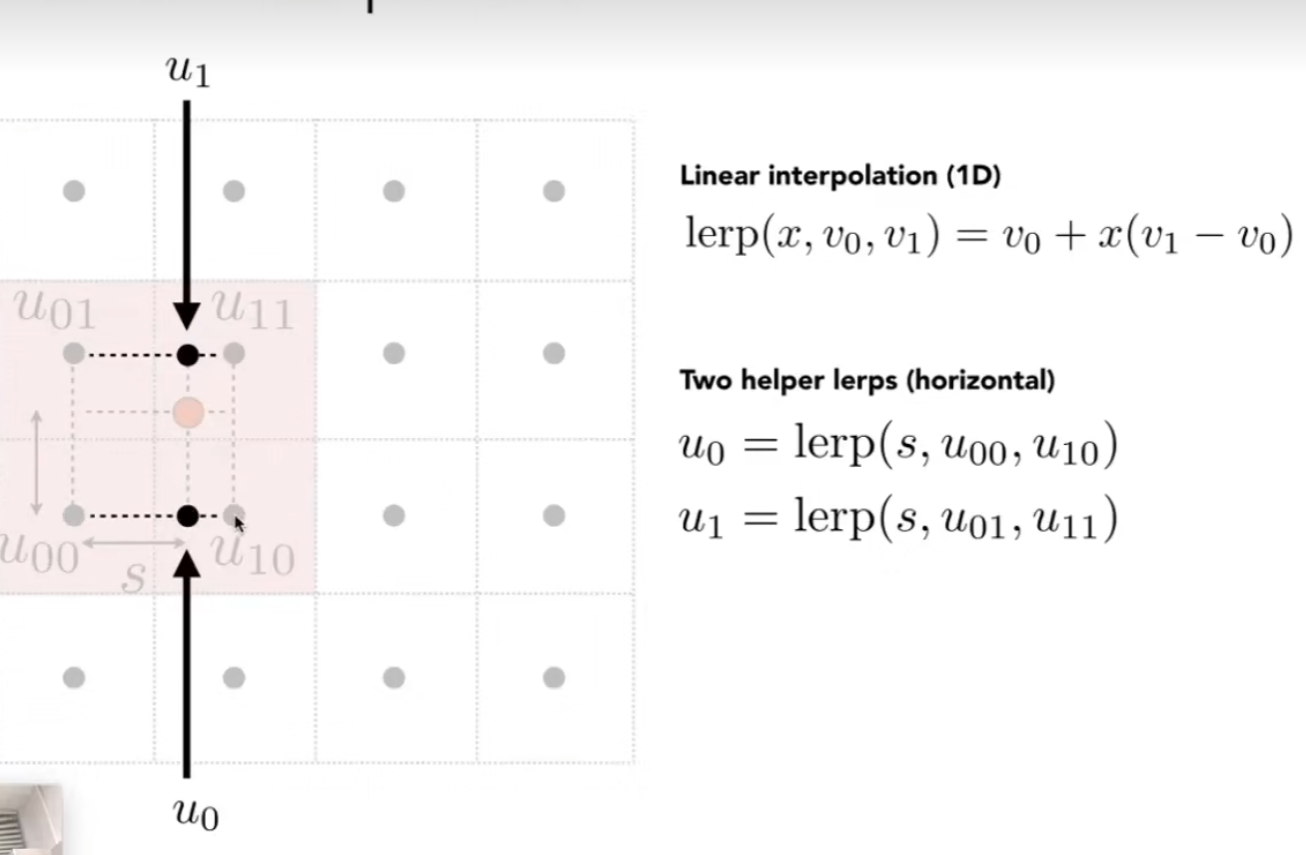 u₁
Linear interpolation (1D)
lerp(x, v₀, v₁) = v₀ + x(v₁ − v₀)
u₀₁ u₁₁
Two helper lerps (horizontal)
u₀ = lerp(s, u₀₀, u₁₀)
u₁ = lerp(s, u₀₁, u₁₁)
u₀₀ u₁₀
s
u₀